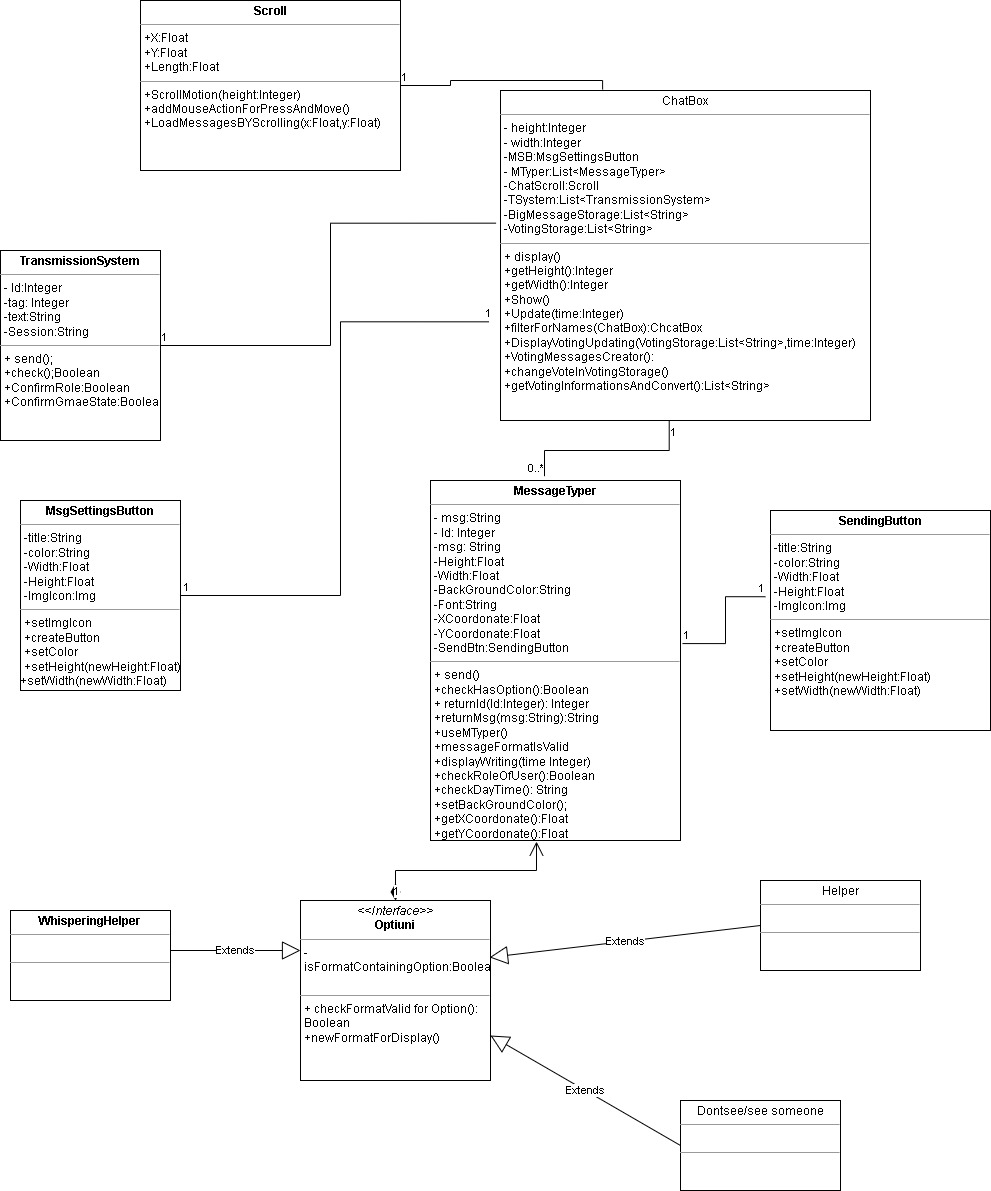 Scroll
+X:Float
+Y:Float
+Length:Float
+ScrollMotion(height:Integer)
+addMouseActionForPressAndMove()
+LoadMessagesBYScrolling(x:Float,y:Float)
1
ChatBox
- height:Integer
- width:Integer
-MSB:MsgSettingsButton
- MTyper:List<MessageTyper>
-ChatScroll:Scroll
-TSystem:List<TransmissionSystem>
-BigMessageStorage:List<String>
-VotingStorage:List<String>
+ display()
+getHeight():Integer
+getWidth():Integer
+Show()
+Update(time:Integer)
+filterForNames(ChatBox):ChcatBox
+DisplayVotingUpdating(VotingStorage:List<String>,time:Integer)
+VotingMessagesCreator():
+changeVoteInVotingStorage()
+getVotingInformationsAndConvert():List<String>
TransmissionSystem
- Id:Integer
-tag: Integer
-text:String
-Session:String
+ send();
+check();Boolean
+ConfirmRole:Boolean
+ConfirmGmaeState:Boolea
1
1
1
0..*
MsgSettingsButton
-title:String
-color:String
-Width:Float
-Height:Float
-ImgIcon:Img
+setImgIcon
+createButton
+setColor
+setHeight(newHeight:Float)
+setWidth(newWidth:Float)
1
MessageTyper
- msg:String
- Id: Integer
-msg: String
-Height:Float
-Width:Float
-BackGroundColor:String
-Font:String
-XCoordonate:Float
-YCoordonate:Float
-SendBtn:SendingButton
+ send()
+checkHasOption():Boolean
+ returnId(Id:Integer): Integer
+returnMsg(msg:String):String
+useMTyper()
+messageFormatIsValid
+displayWriting(time Integer)
+checkRoleOfUser():Boolean
+checkDayTime(): String
+setBackGroundColor();
+getXCoordonate():Float
+getYCoordonate():Float
1
1
SendingButton
-title:String
-color:String
-Width:Float
-Height:Float
-ImgIcon:Img
+setImgIcon
+createButton
+setColor
+setHeight(newHeight:Float)
+setWidth(newWidth:Float)
1
<<Interface>>
Optiuni
-
isFormatContainingOption:Boolea
+ checkFormatValid for Option():
Boolean
+newFormatForDisplay()
WhisperingHelper
Extends
Helper
Extends
Extends
Dontsee/see someone